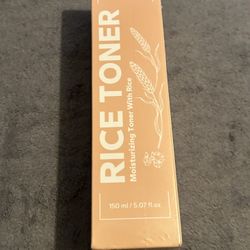 RICE TONER
Moisturizing Toner With Rice
150 ml / 5.07 fl.oz